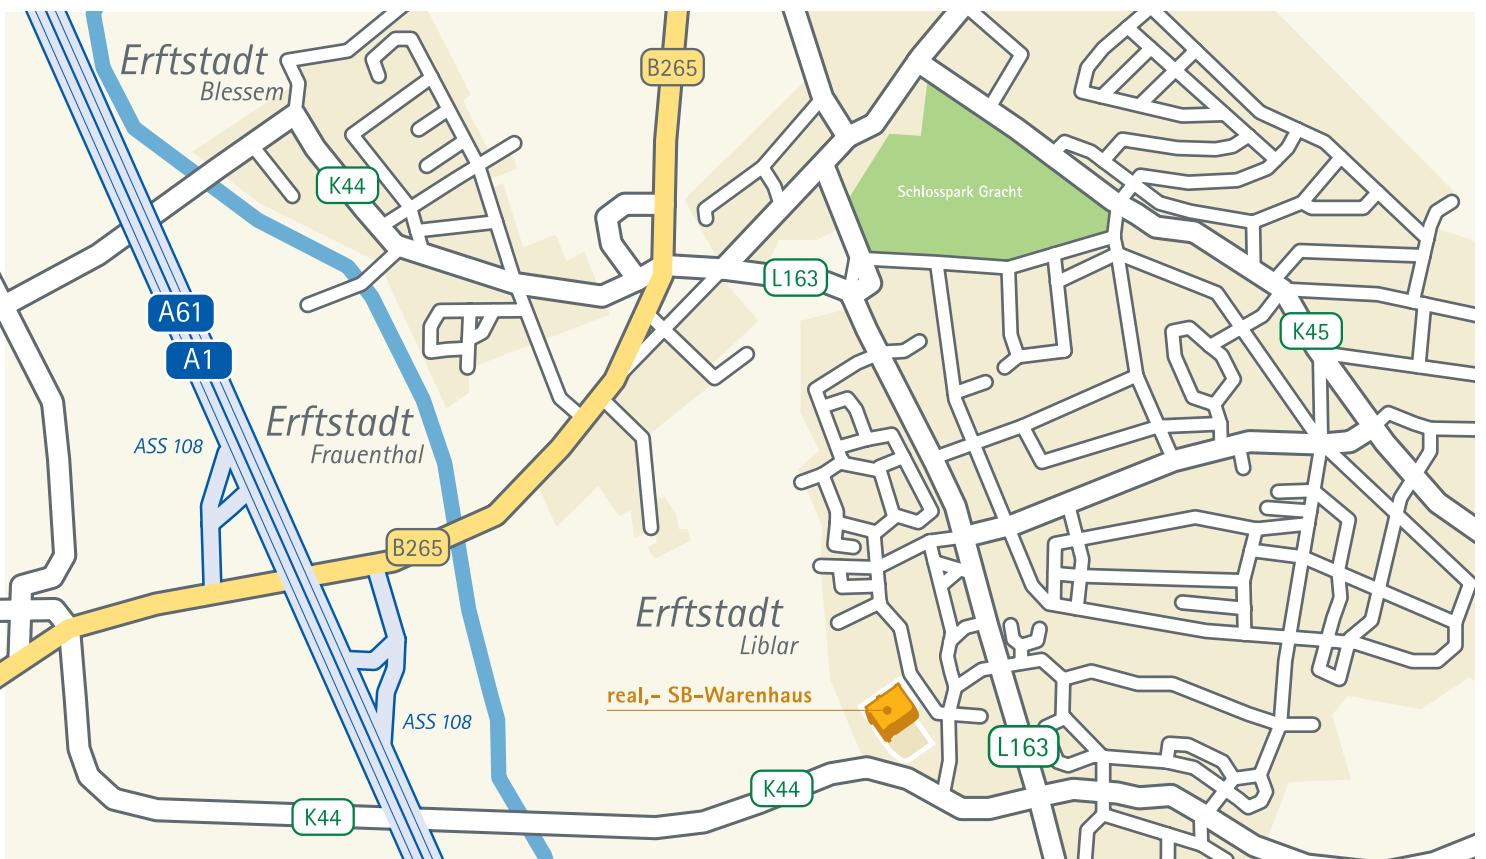 Erftstadt
Blessem
B265
K44
Schlosspark Gracht
L163
A61
A1
K45
ASS 108
Erftstadt
Frauenthal
B265
Erftstadt
Liblar
real,- SB-Warenhaus
ASS 108
L163
K44
K44